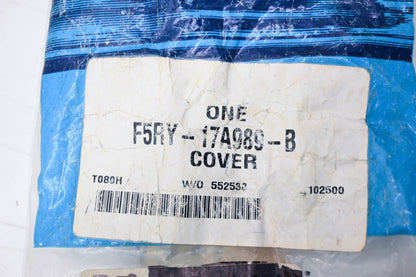 ONE
F5RY-17A989-B
COVER
T080H W/O 552533 102500